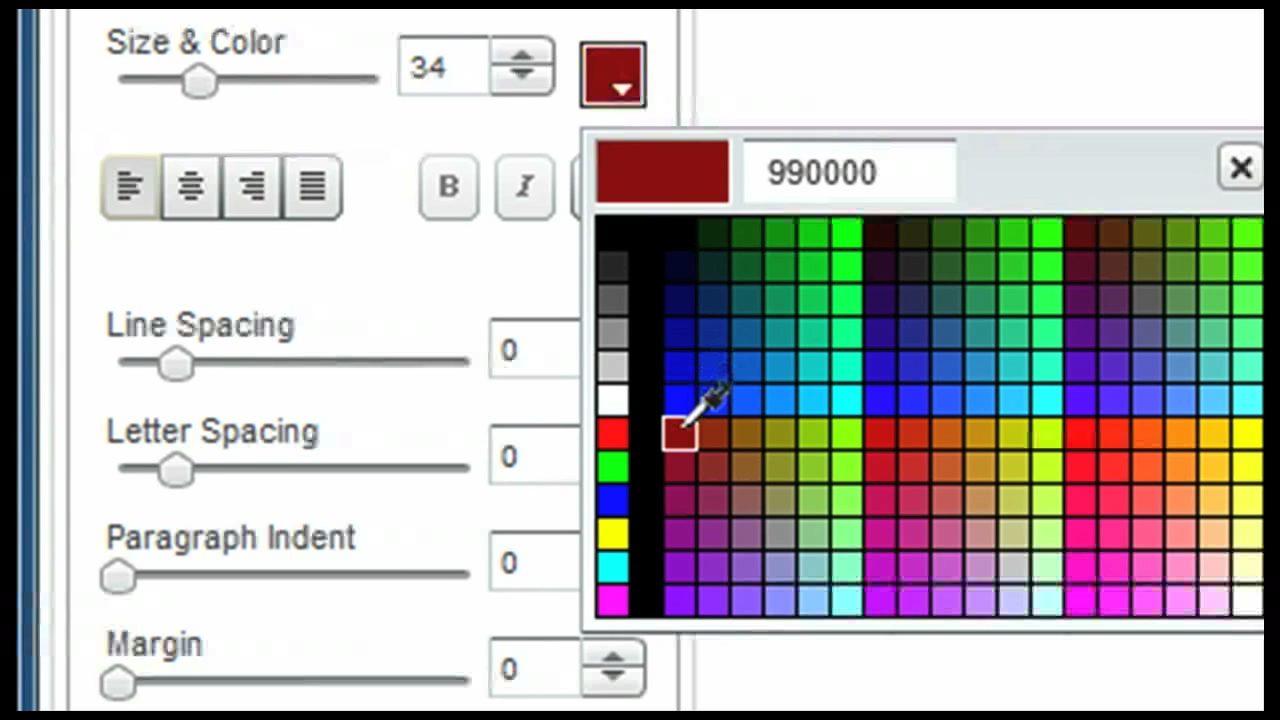 Size & Color
34
990000
B I
Line Spacing
0
Letter Spacing
0
Paragraph Indent
0
Margin
0